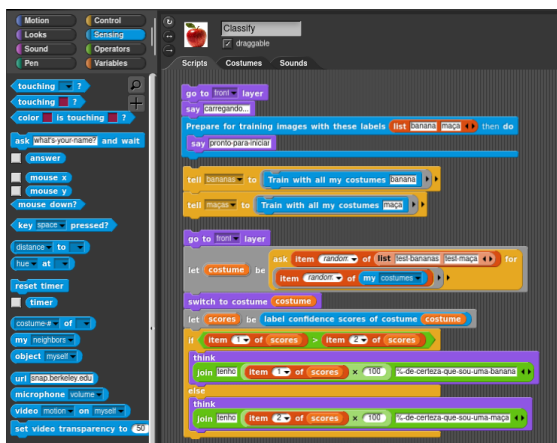 Motion Control
Looks Sensing
Sound Operators
Pen Variables
touching ?
touching ?
color is touching ?
ask what's-your-name? and wait
answer
mouse x
mouse y
mouse down?
key space pressed?
distance to
hue at
reset timer
timer
costume # of
my neighbors
object myself
url snap.berkeley.edu
microphone volume
video motion on myself
set video transparency to 50
Classify
draggable
Scripts Costumes Sounds
go to front layer
say carregando...
Prepare for training images with these labels list banana maça then do
say pronto-para-iniciar
tell bananas to Train with all my costumes banana
tell maças to Train with all my costumes maça
go to front layer
let costume be ask item random of list test-bananas test-maça for
item random of my costumes
switch to costume costume
let scores be label confidence scores of costume costume
if item 1 of scores > item 2 of scores
think
join tenho item 1 of scores × 100 %-de-certeza-que-sou-uma-banana
else
think
join tenho item 2 of scores × 100 %-de-certeza-que-sou-uma-maça